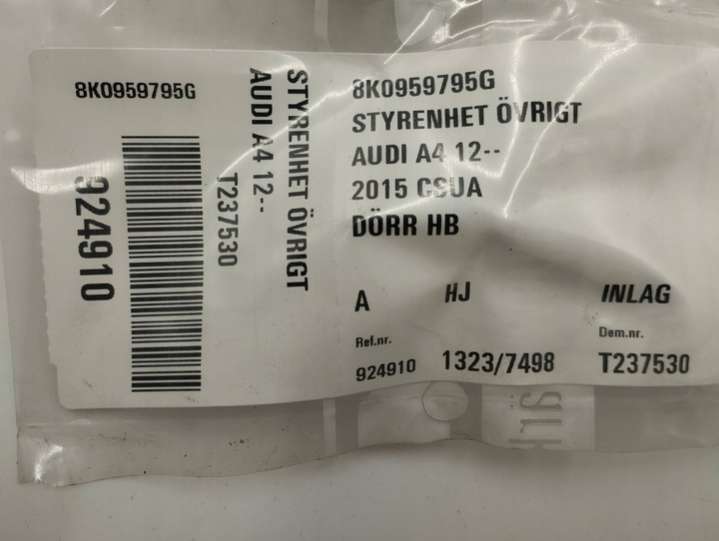 8K0959795G
924910
T237530
AUDI A4 12--
STYRENHET ÖVRIGT
8K0959795G
STYRENHET ÖVRIGT
AUDI A4 12--
2015 CSUA
DÖRR HB
A HJ INLAG
Ref.nr. Dem.nr.
924910 1323/7498 T237530